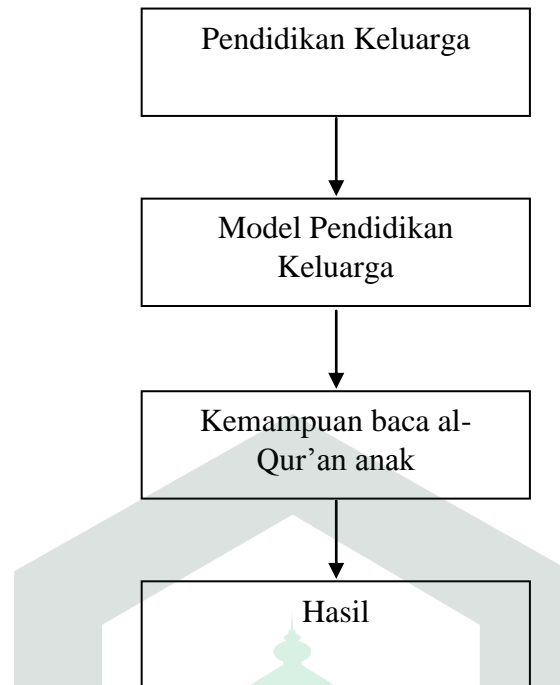 Pendidikan Keluarga
Model Pendidikan
Keluarga
Kemampuan baca al-
Qur’an anak
Hasil